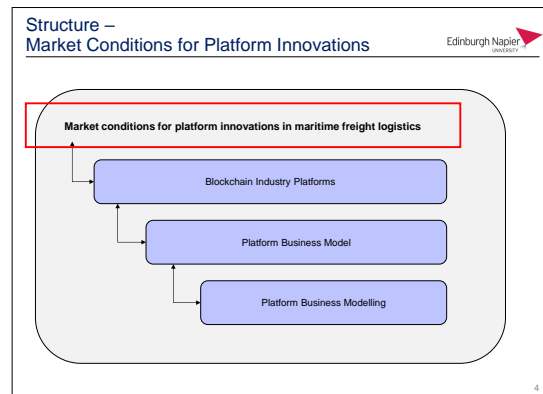 Structure –
Market Conditions for Platform Innovations
Edinburgh Napier
UNIVERSITY
Market conditions for platform innovations in maritime freight logistics
Blockchain Industry Platforms
Platform Business Model
Platform Business Modelling
4